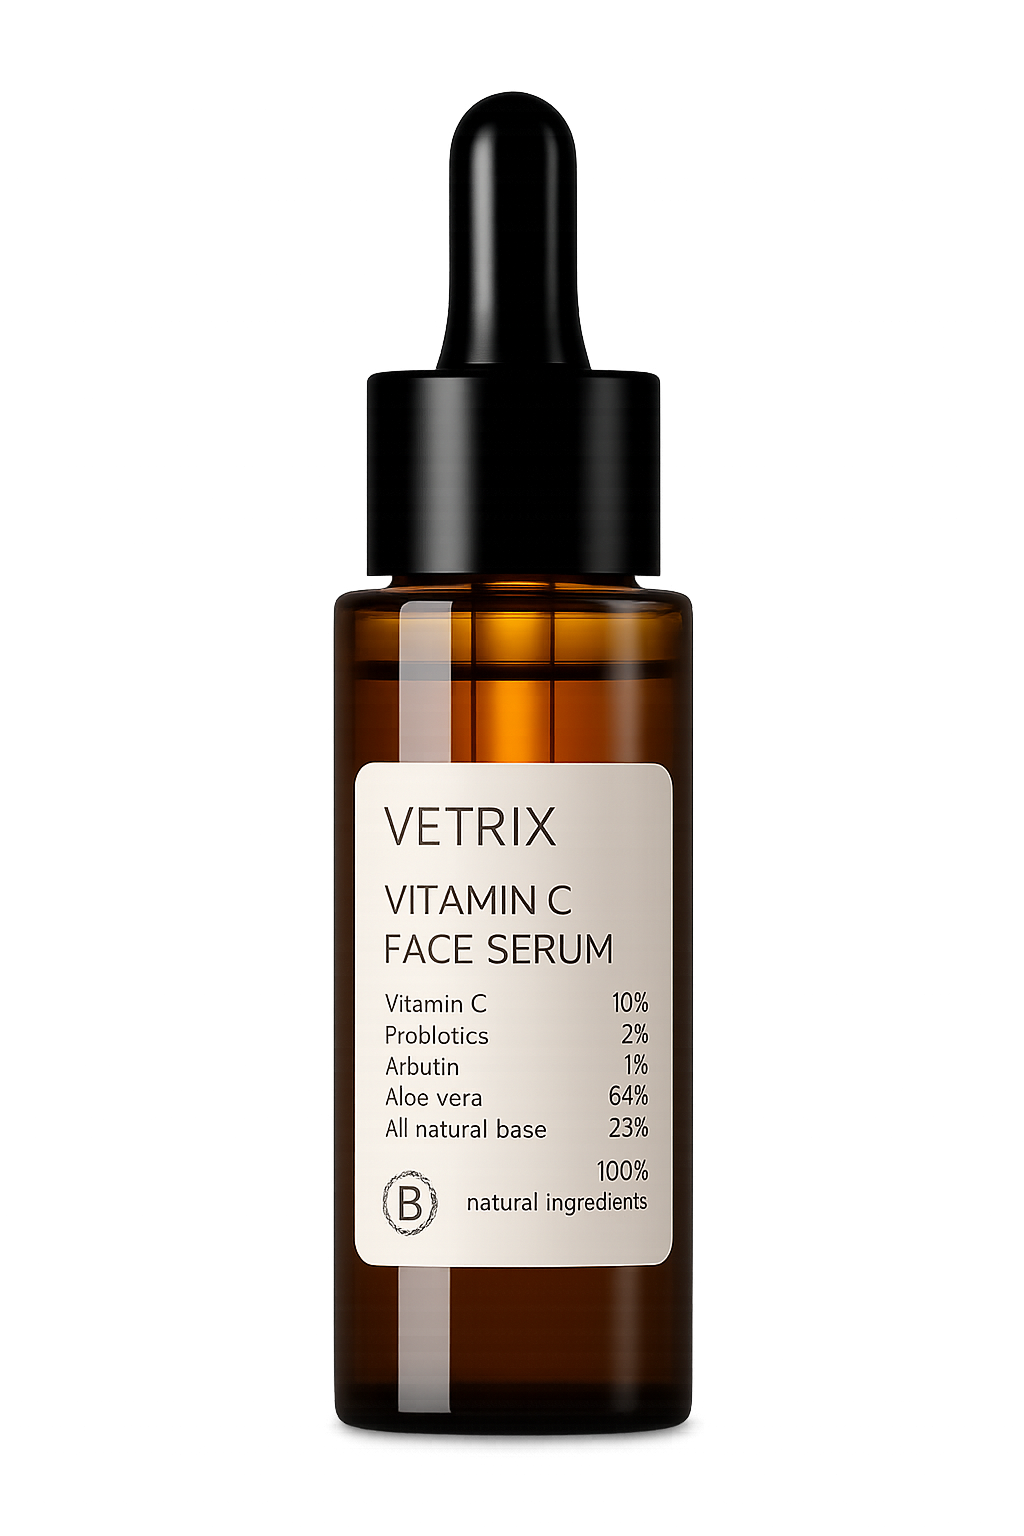 VETRIX
VITAMIN C
FACE SERUM
Vitamin C 10%
Problotics 2%
Arbutin 1%
Aloe vera 64%
All natural base 23%
100%
natural ingredients
B